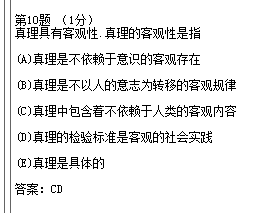 第10题 （1分）
真理具有客观性.真理的客观性是指
(A)真理是不依赖于意识的客观存在
(B)真理是不以人的意志为转移的客观规律
(C)真理中包含着不依赖于人类的客观内容
(D)真理的检验标准是客观的社会实践
(E)真理是具体的
答案：CD